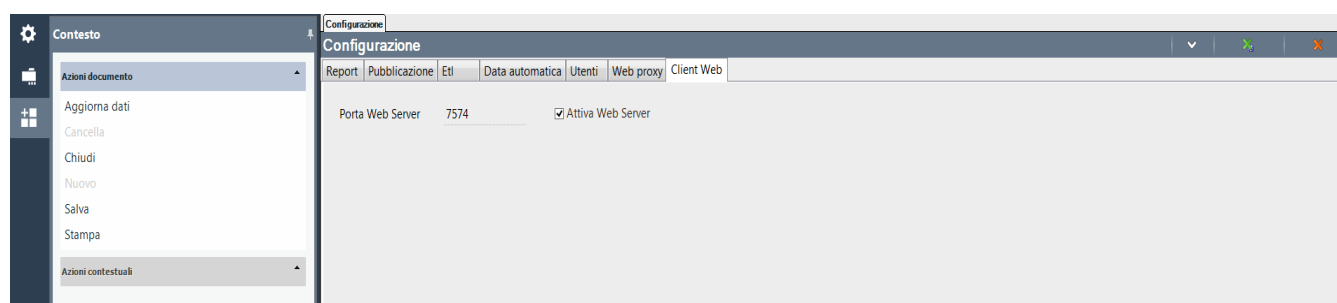 Contesto
Azioni documento
Aggiorna dati
Cancella
Chiudi
Nuovo
Salva
Stampa
Azioni contestuali
Configurazione
Configurazione
Report Pubblicazione Etl Data automatica Utenti Web proxy Client Web
Porta Web Server 7574 Attiva Web Server